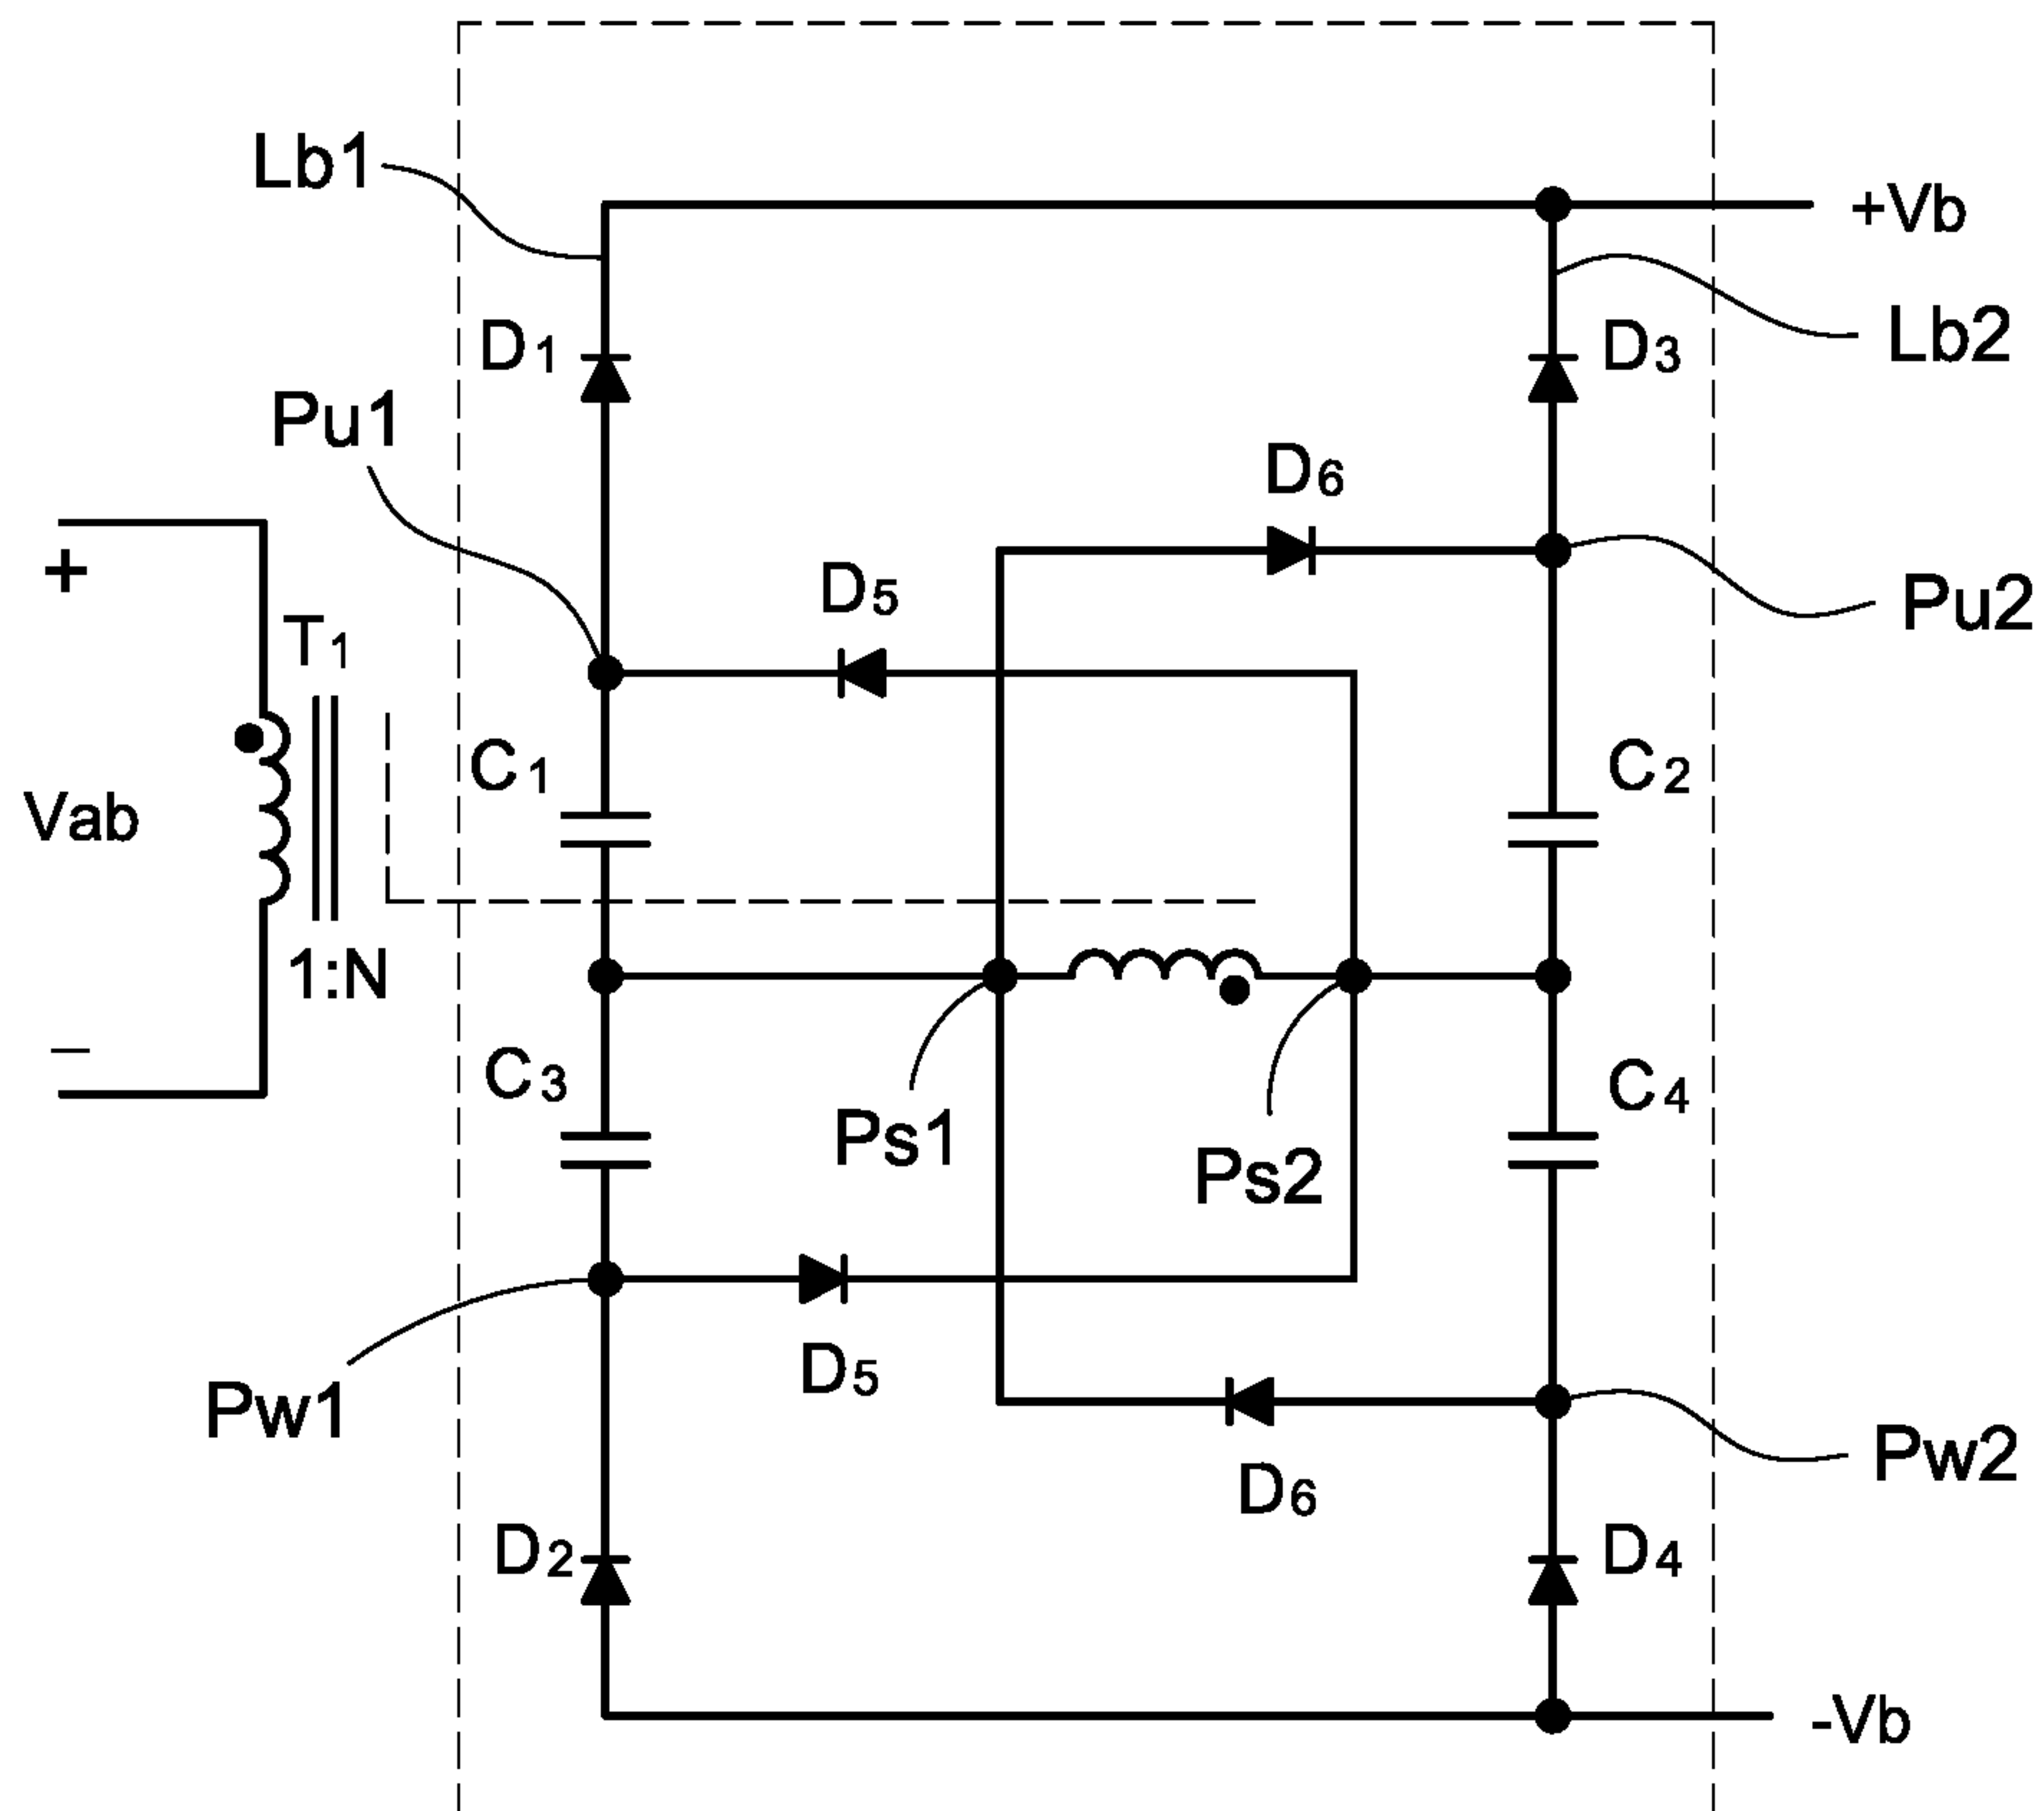 Lb1
+Vb
D1
D3
Lb2
Pu1
D6
D5
Pu2
+
T1
C1
C2
Vab
1:N
–
C3
C4
Ps1
Ps2
D5
Pw1
D6
Pw2
D2
D4
-Vb